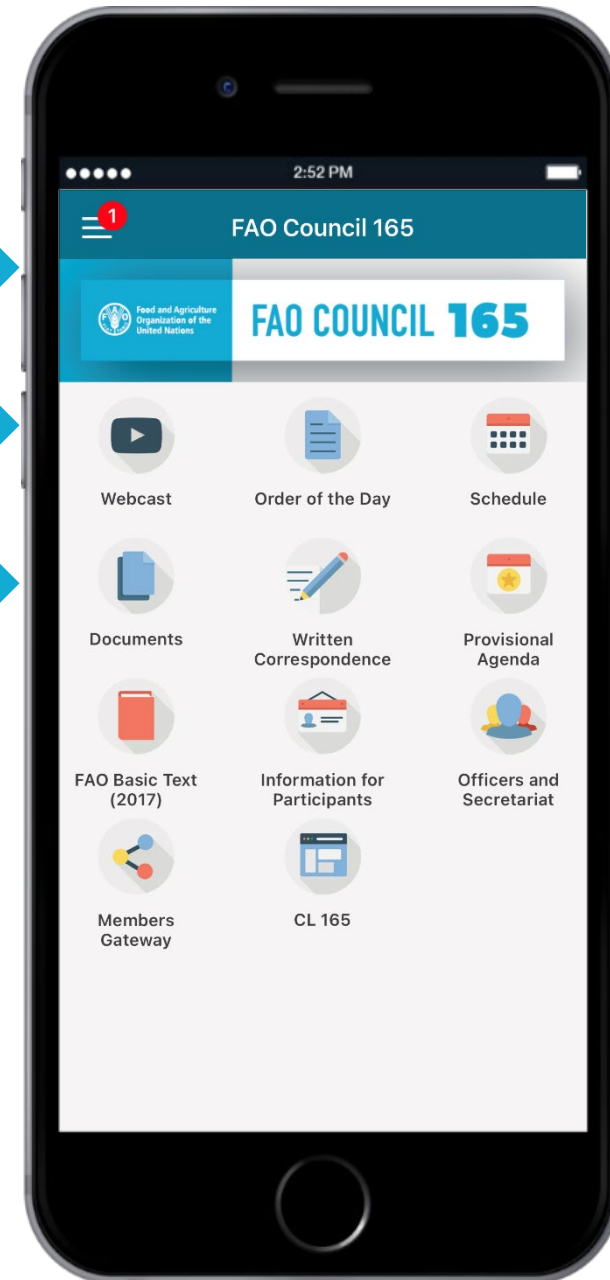 2:52 PM
1
FAO Council 165
Food and Agriculture
Organization of the
United Nations
FAO COUNCIL 165
Webcast
Order of the Day
Schedule
Documents
Written
Correspondence
Provisional
Agenda
FAO Basic Text
(2017)
Information for
Participants
Officers and
Secretariat
Members
Gateway
CL 165